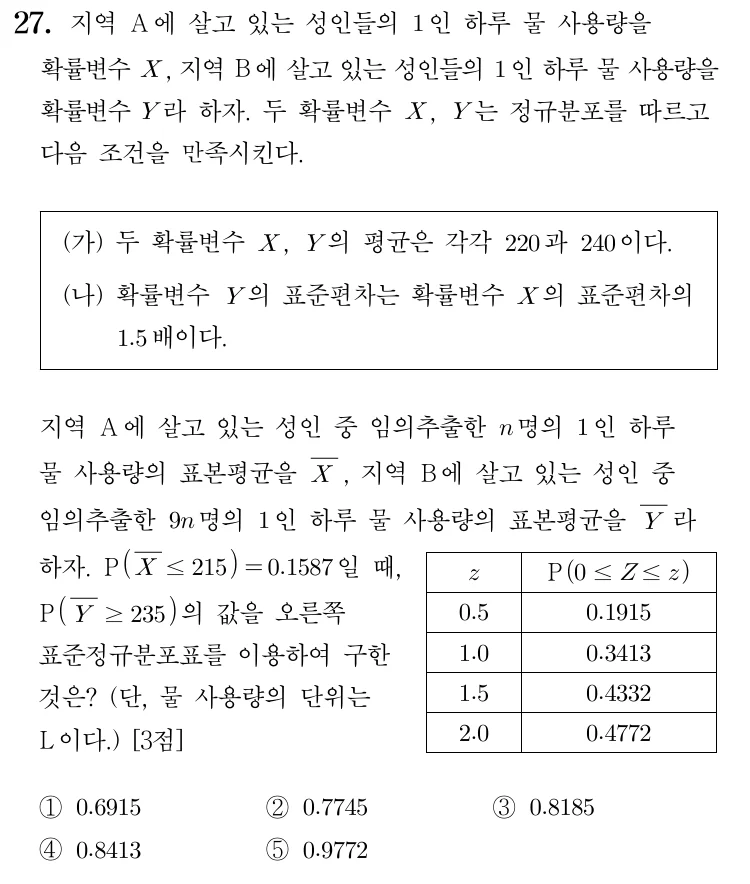 27. 지역 A에 살고 있는 성인들의 1인 하루 물 사용량을
확률변수 X, 지역 B에 살고 있는 성인들의 1인 하루 물 사용량을
확률변수 Y라 하자. 두 확률변수 X, Y는 정규분포를 따르고
다음 조건을 만족시킨다.
(가) 두 확률변수 X, Y의 평균은 각각 220과 240이다.
(나) 확률변수 Y의 표준편차는 확률변수 X의 표준편차의
1.5배이다.
지역 A에 살고 있는 성인 중 임의추출한 n명의 1인 하루
물 사용량의 표본평균을 X̅, 지역 B에 살고 있는 성인 중
임의추출한 9n명의 1인 하루 물 사용량의 표본평균을 Y̅라
하자. P(X̅ ≤ 215) = 0.1587일 때,
P(Y̅ ≥ 235)의 값을 오른쪽
표준정규분포표를 이용하여 구한
것은? (단, 물 사용량의 단위는
L이다.) [3점]
z P(0 ≤ Z ≤ z)
0.5 0.1915
1.0 0.3413
1.5 0.4332
2.0 0.4772
① 0.6915 ② 0.7745 ③ 0.8185
④ 0.8413 ⑤ 0.9772